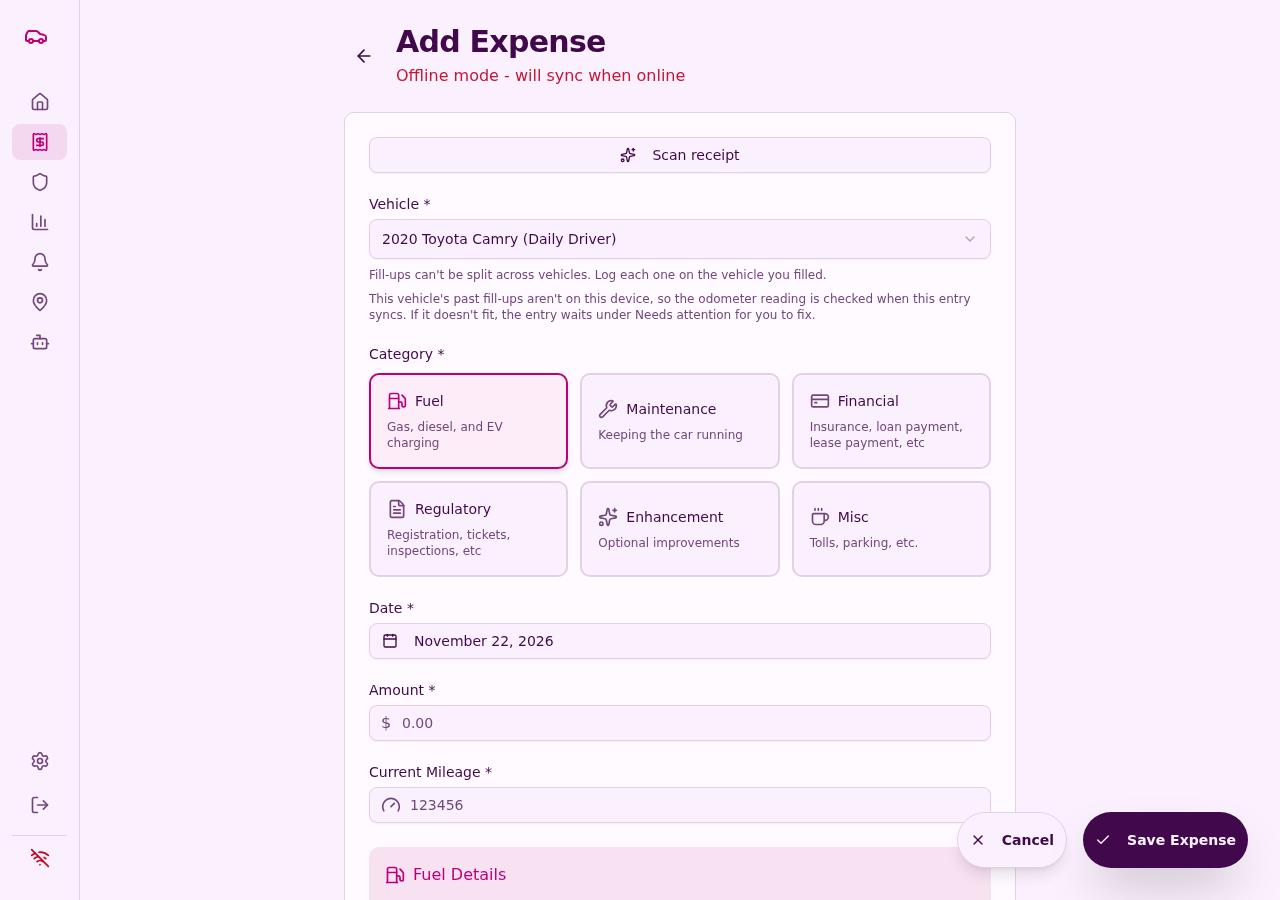 Add Expense
Offline mode - will sync when online
Scan receipt
Vehicle *
2020 Toyota Camry (Daily Driver)
Fill-ups can't be split across vehicles. Log each one on the vehicle you filled.
This vehicle's past fill-ups aren't on this device, so the odometer reading is checked when this entry
syncs. If it doesn't fit, the entry waits under Needs attention for you to fix.
Category *
Fuel
Gas, diesel, and EV
charging
Maintenance
Keeping the car running
Financial
Insurance, loan payment,
lease payment, etc
Regulatory
Registration, tickets,
inspections, etc
Enhancement
Optional improvements
Misc
Tolls, parking, etc.
Date *
November 22, 2026
Amount *
$ 0.00
Current Mileage *
123456
Cancel
Save Expense
Fuel Details